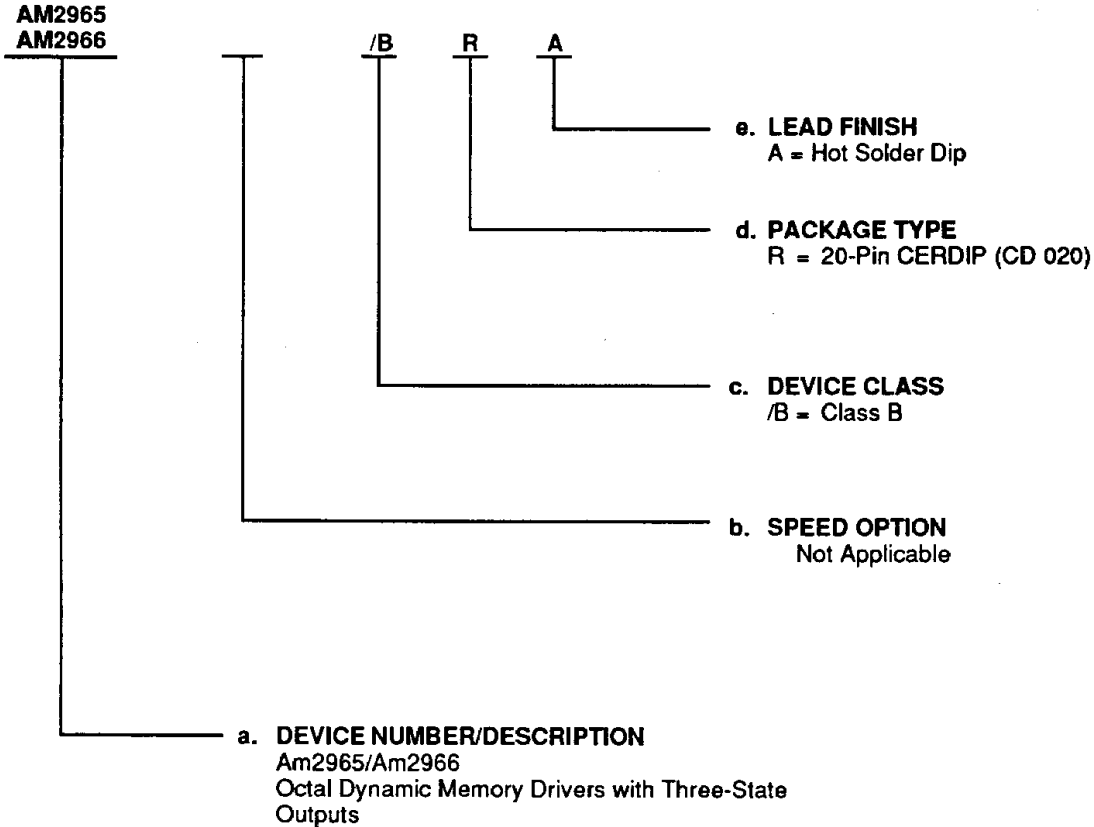 AM2965
AM2966
/B R A
e. LEAD FINISH
A = Hot Solder Dip
d. PACKAGE TYPE
R = 20-Pin CERDIP (CD 020)
c. DEVICE CLASS
/B = Class B
b. SPEED OPTION
Not Applicable
a. DEVICE NUMBER/DESCRIPTION
Am2965/Am2966
Octal Dynamic Memory Drivers with Three-State
Outputs